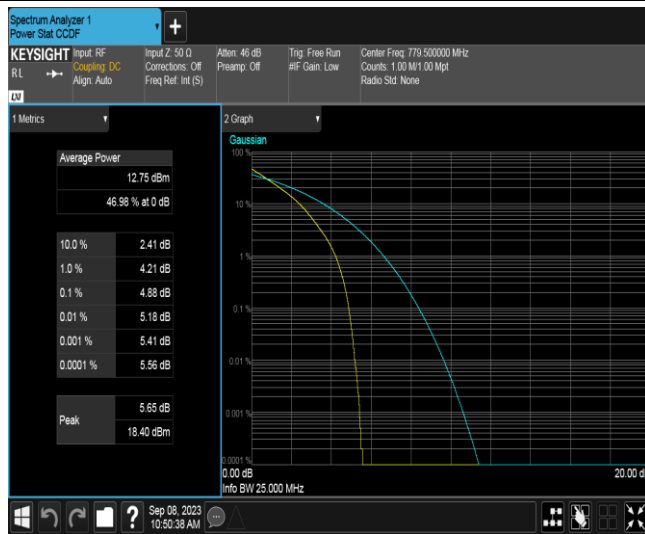 Spectrum Analyzer 1
Power Stat CCDF
+
KEYSIGHT
RL
LXI
Input: RF
Coupling: DC
Align: Auto
Input Z: 50 Ω
Corrections: Off
Freq Ref: Int (S)
Atten: 46 dB
Preamp: Off
Trig: Free Run
#IF Gain: Low
Center Freq: 779.500000 MHz
Counts: 1.00 M/1.00 Mpt
Radio Std: None
1 Metrics
Average Power
12.75 dBm
46.98 % at 0 dB
10.0 % 2.41 dB
1.0 % 4.21 dB
0.1 % 4.88 dB
0.01 % 5.18 dB
0.001 % 5.41 dB
0.0001 % 5.56 dB
Peak
5.65 dB
18.40 dBm
2 Graph
Gaussian
100 %
10 %
1 %
0.1 %
0.01 %
0.001 %
0.0001 %
0.00 dB
20.00 d
Info BW 25.000 MHz
?
Sep 08, 2023
10:50:38 AM